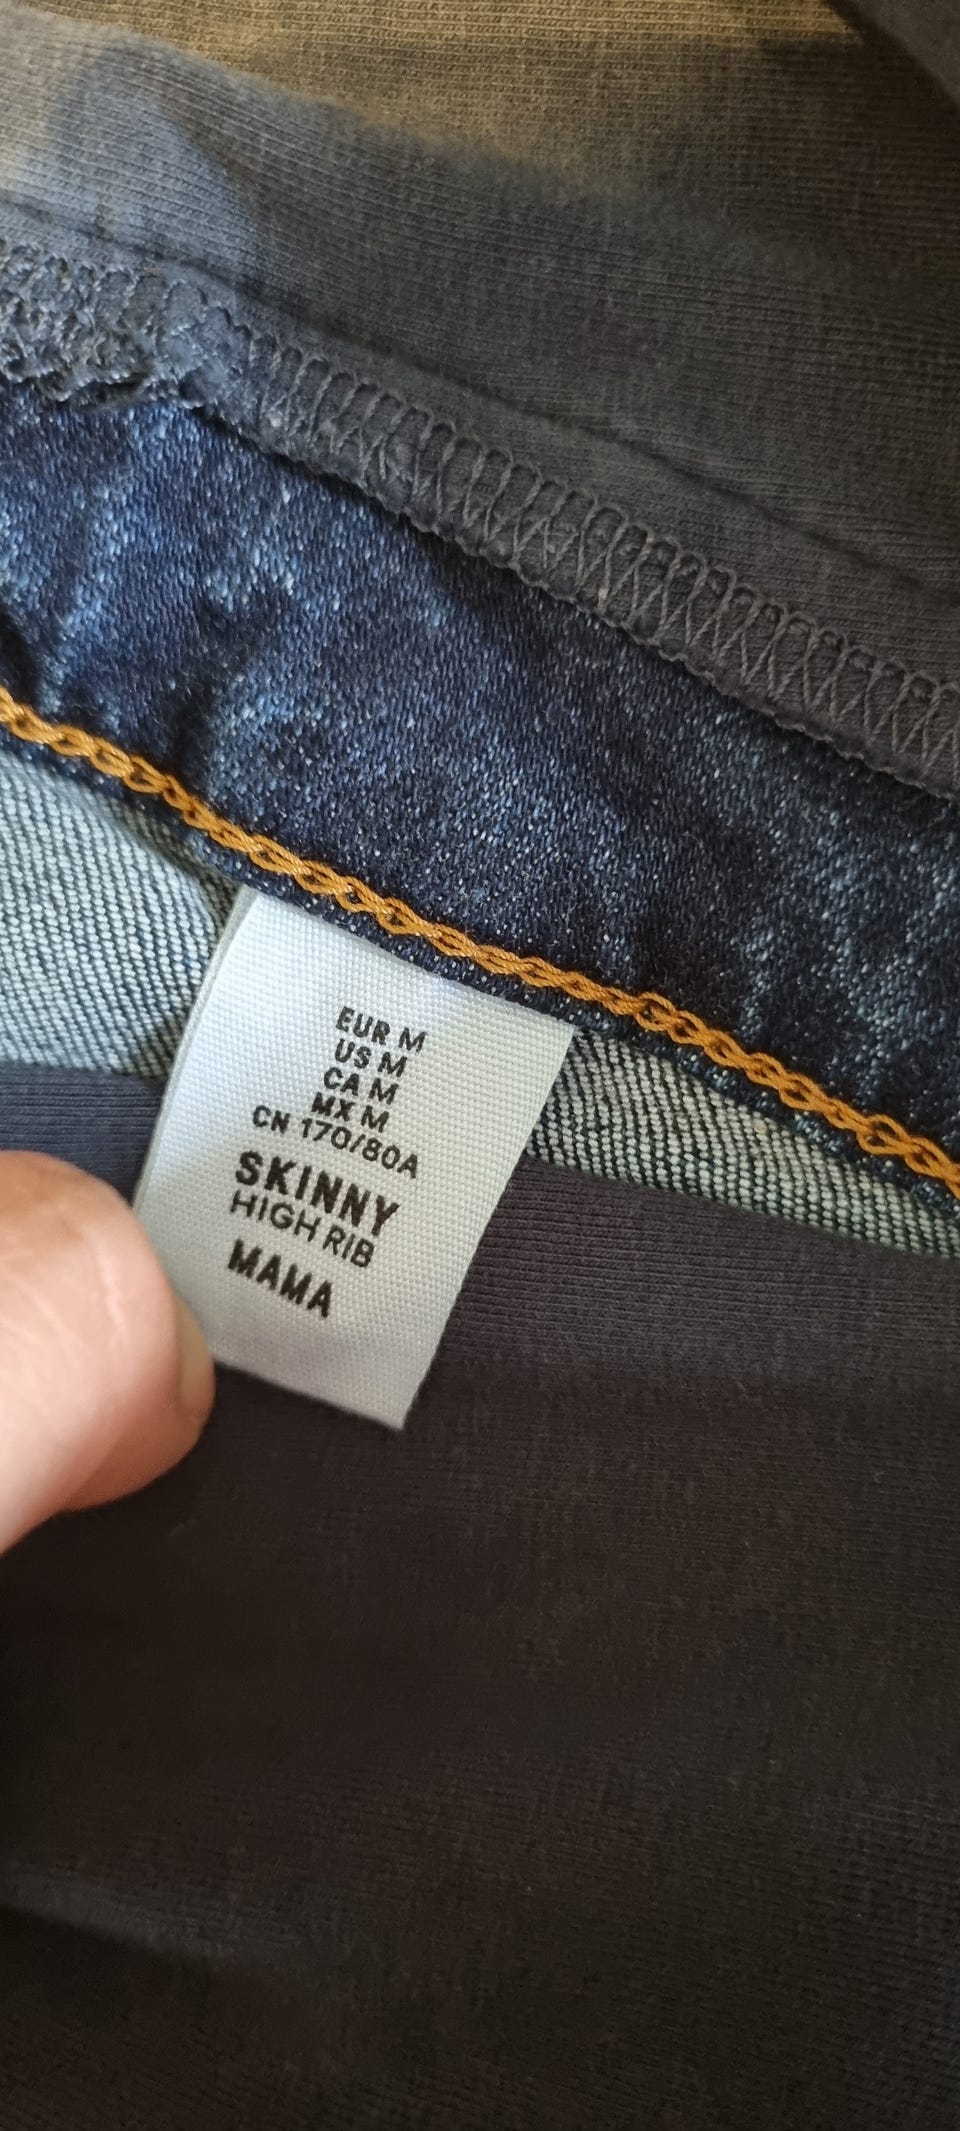 EUR M
US M
CA M
MX M
CN 170/80A
SKINNY
HIGH RIB
MAMA